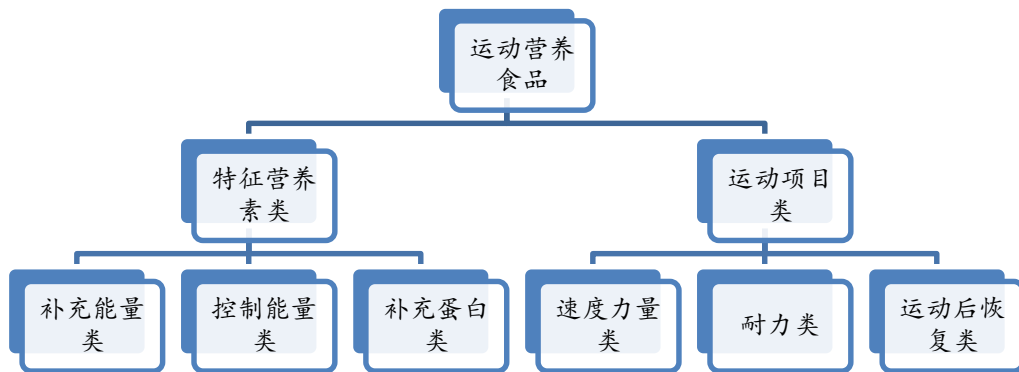 运动营养
食品
特征营养
素类
运动项目
类
补充能量
类
控制能量
类
补充蛋白
类
速度力量
类
耐力类
运动后恢
复类